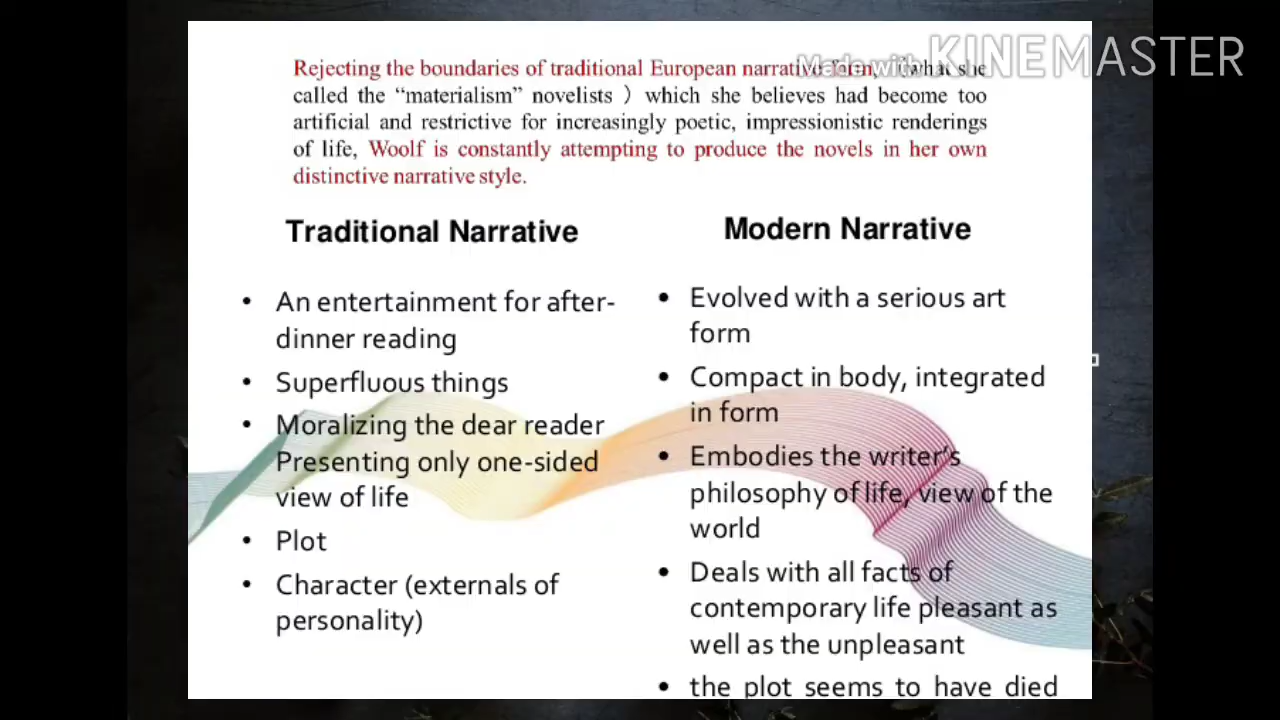 Made with KINEMASTER
Rejecting the boundaries of traditional European narrative form, (what she
called the “materialism” novelists ) which she believes had become too
artificial and restrictive for increasingly poetic, impressionistic renderings
of life, Woolf is constantly attempting to produce the novels in her own
distinctive narrative style.
Traditional Narrative
• An entertainment for after-
dinner reading
• Superfluous things
• Moralizing the dear reader
Presenting only one-sided
view of life
• Plot
• Character (externals of
personality)
Modern Narrative
• Evolved with a serious art
form
• Compact in body, integrated
in form
• Embodies the writer’s
philosophy of life, view of the
world
• Deals with all facts of
contemporary life pleasant as
well as the unpleasant
• the plot seems to have died